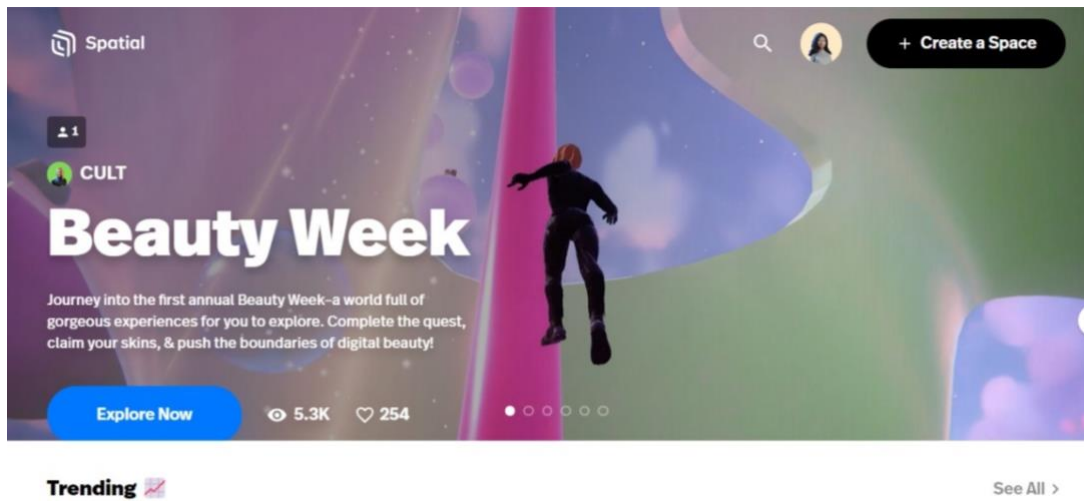 Spatial
+ Create a Space
1
CULT
Beauty Week
Journey into the first annual Beauty Week-a world full of
gorgeous experiences for you to explore. Complete the quest,
claim your skins, & push the boundaries of digital beauty!
Explore Now
5.3K
254
Trending
See All >